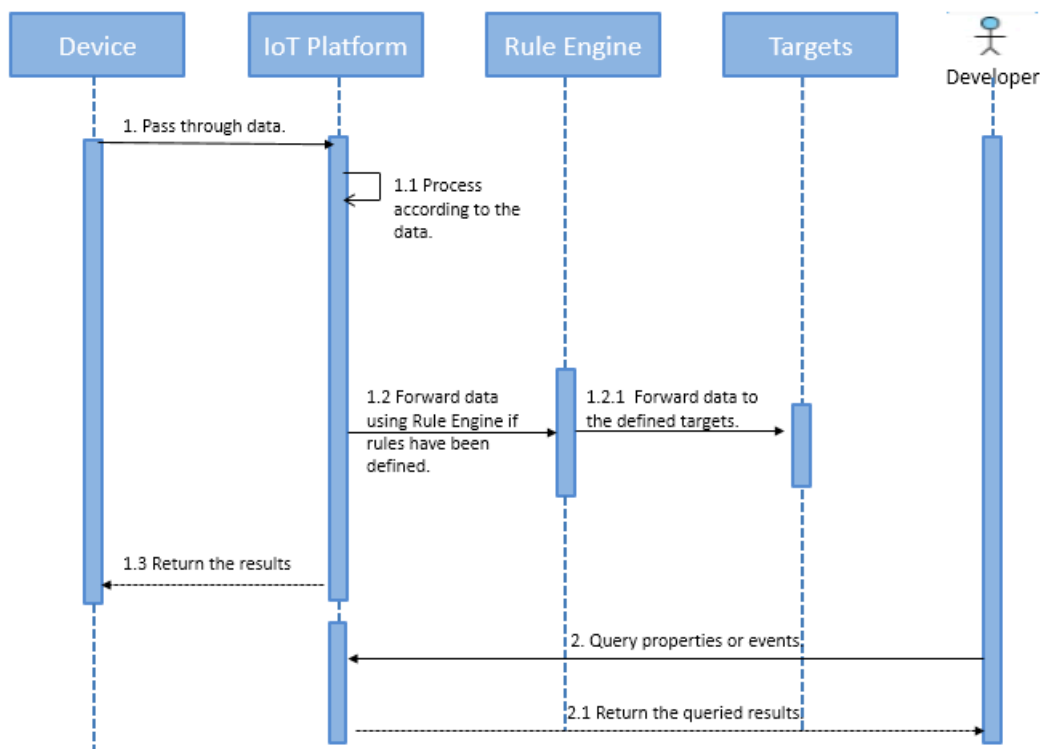 Device
IoT Platform
Rule Engine
Targets
Developer
1. Pass through data.
1.1 Process
according to the
data.
1.2 Forward data
using Rule Engine if
rules have been
defined.
1.2.1  Forward data to
the defined targets.
1.3 Return the results
2. Query properties or events
2.1 Return the queried results